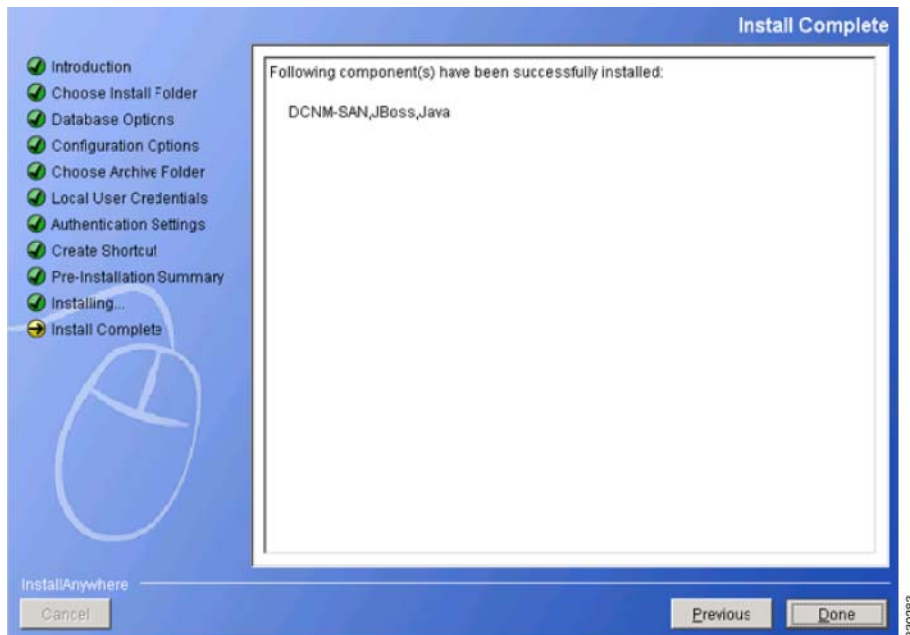 Install Complete
Introduction
Choose Install Folder
Database Options
Configuration Options
Choose Archive Folder
Local User Credentials
Authentication Settings
Create Shortcut
Pre-Installation Summary
Installing...
Install Complete
Following component(s) have been successfully installed:
DCNM-SAN,JBoss,Java
InstallAnywhere
Cancel
Previous
Done